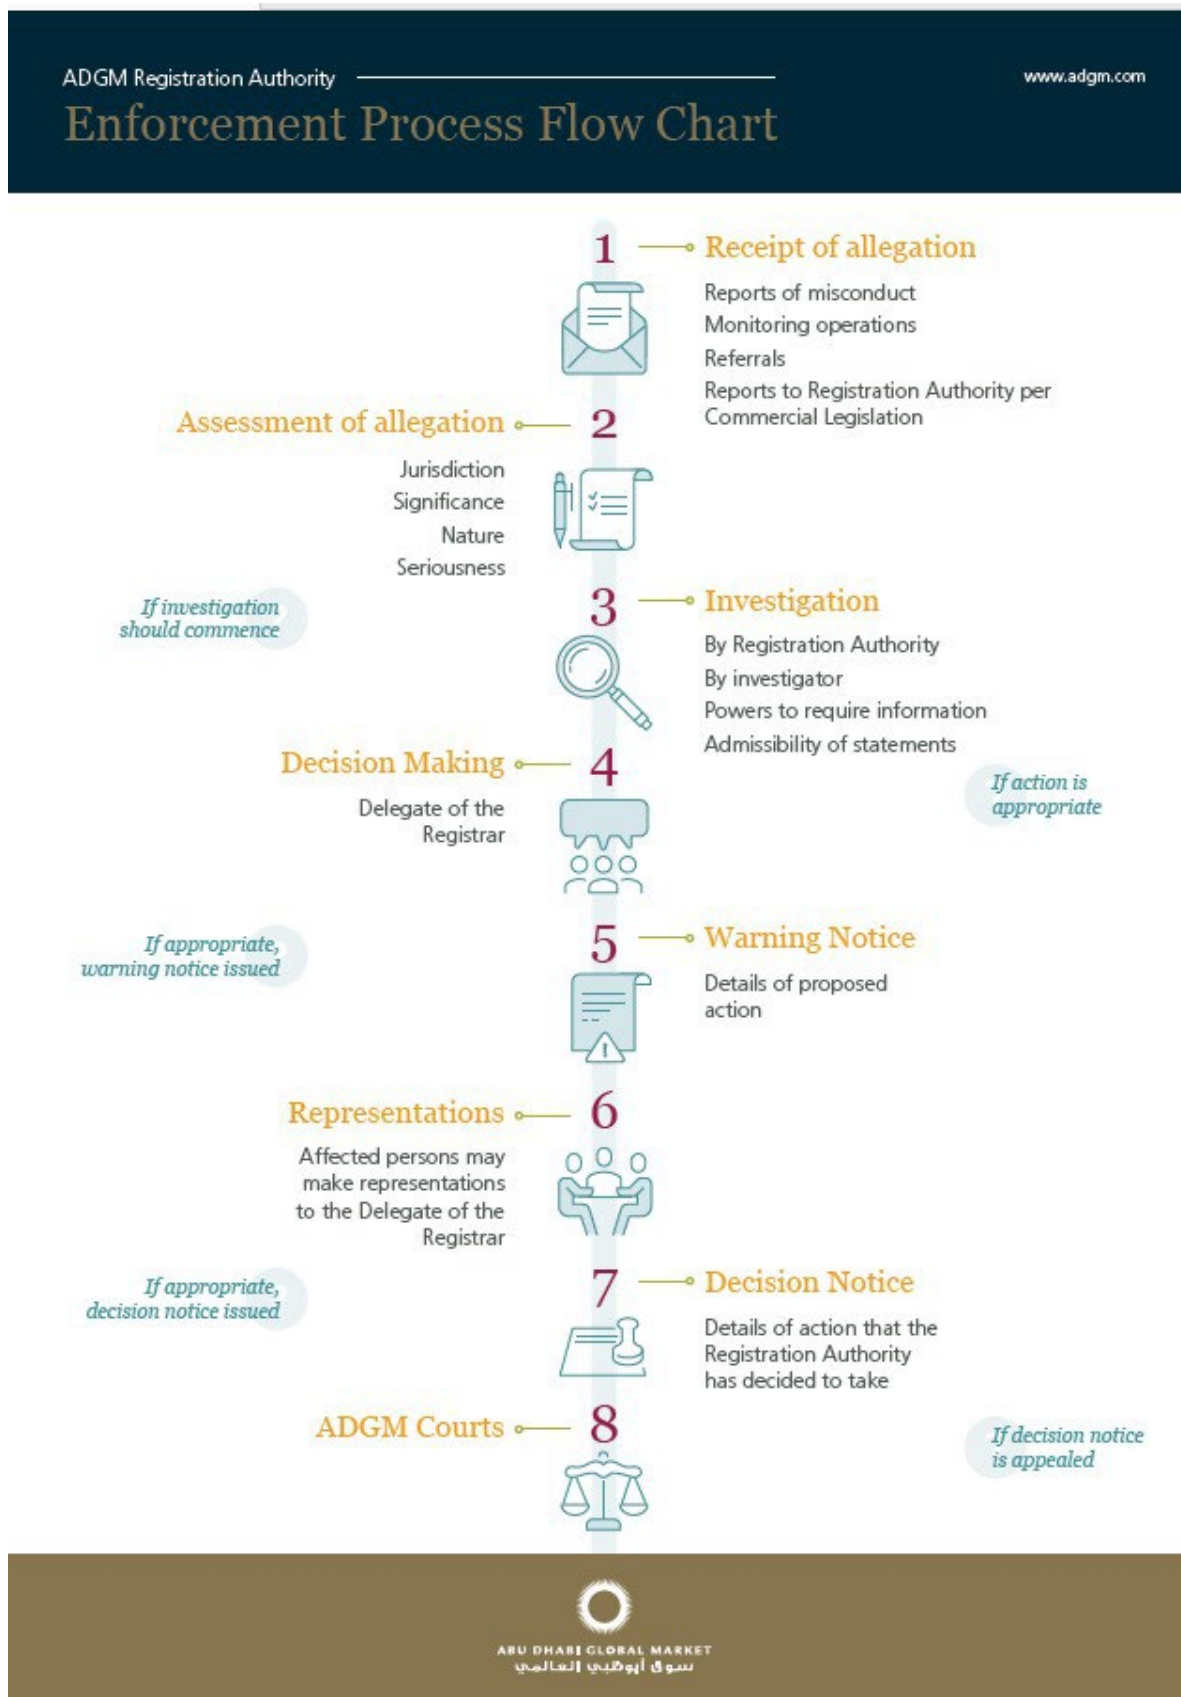 ADGM Registration Authority
www.adgm.com
Enforcement Process Flow Chart
1
Receipt of allegation
Reports of misconduct
Monitoring operations
Referrals
Reports to Registration Authority per
Commercial Legislation
Assessment of allegation
2
Jurisdiction
Significance
Nature
Seriousness
If investigation
should commence
3
Investigation
By Registration Authority
By investigator
Powers to require information
Admissibility of statements
Decision Making
4
If action is
appropriate
Delegate of the
Registrar
If appropriate,
warning notice issued
5
Warning Notice
Details of proposed
action
Representations
6
Affected persons may
make representations
to the Delegate of the
Registrar
If appropriate,
decision notice issued
7
Decision Notice
Details of action that the
Registration Authority
has decided to take
ADGM Courts
8
If decision notice
is appealed
ABU DHABI GLOBAL MARKET
سوق أبوظبي العالمي